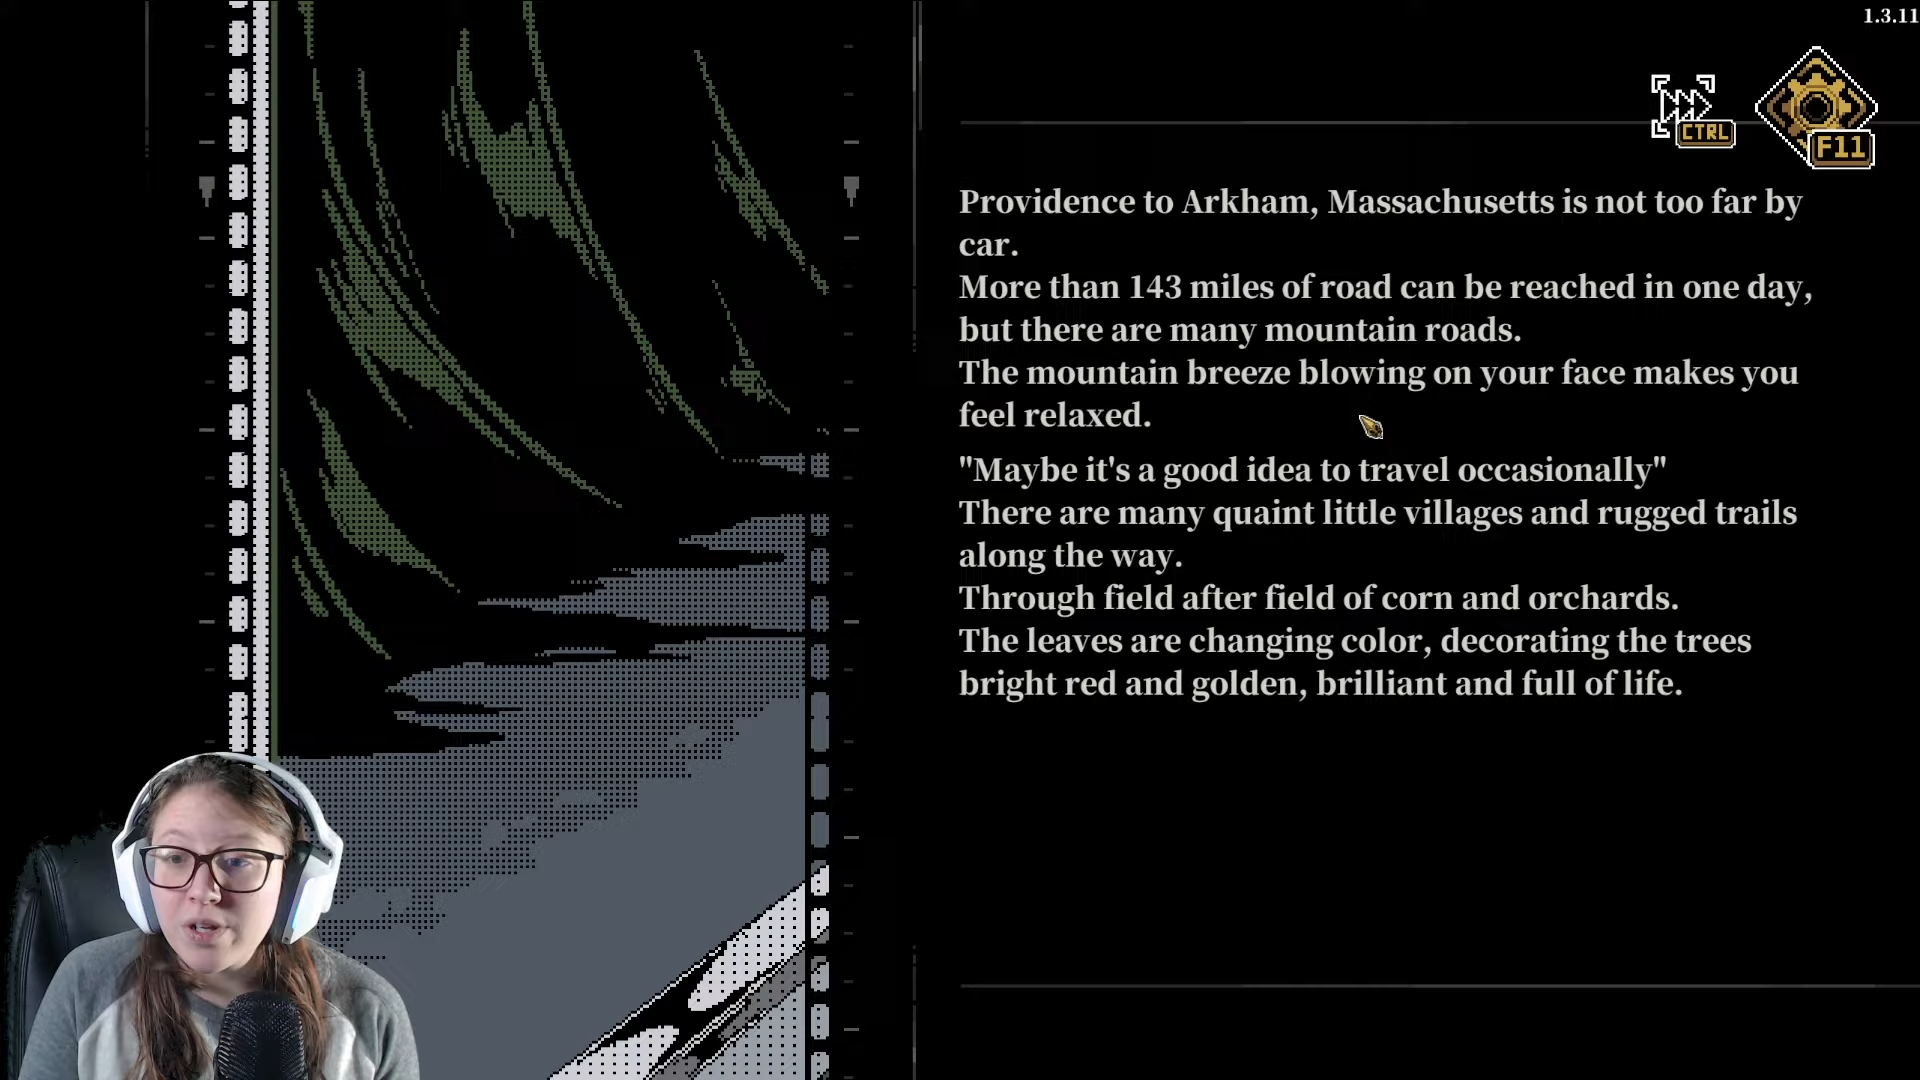 1.3.11
CTRL
F11
Providence to Arkham, Massachusetts is not too far by
car.
More than 143 miles of road can be reached in one day,
but there are many mountain roads.
The mountain breeze blowing on your face makes you
feel relaxed.
"Maybe it's a good idea to travel occasionally"
There are many quaint little villages and rugged trails
along the way.
Through field after field of corn and orchards.
The leaves are changing color, decorating the trees
bright red and golden, brilliant and full of life.